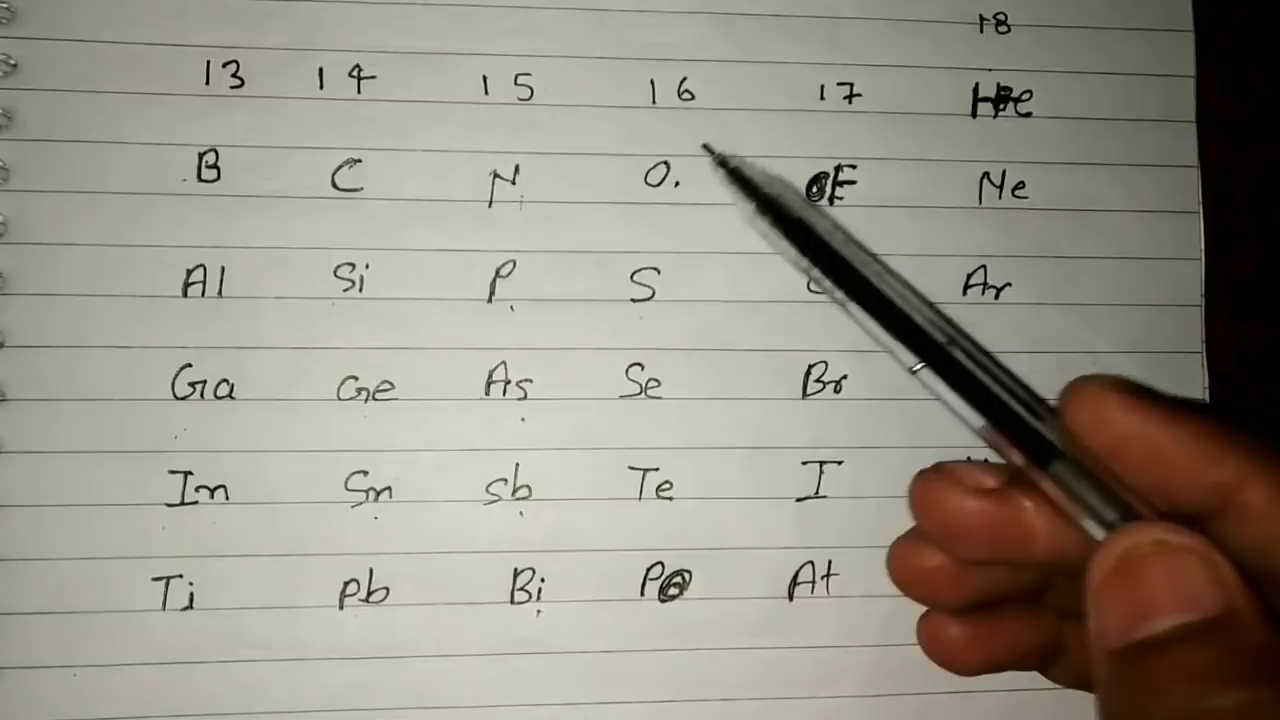 18
13 14 15 16 17 He
B C N O. F Ne
Al Si P S Ar
Ga Ge As Se Br
In Sn sb Te I
Ti Pb Bi Po At